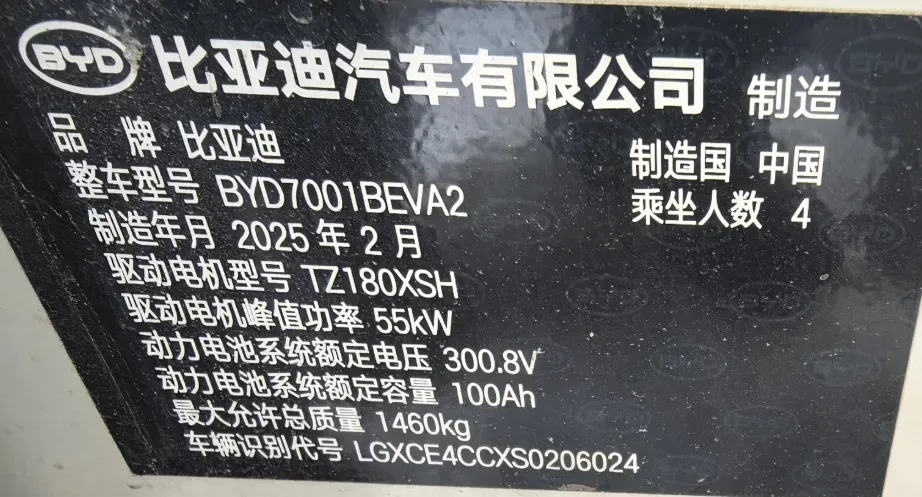 BYD 比亚迪汽车有限公司 制造
品牌 比亚迪
制造国 中国
整车型号 BYD7001BEVA2
乘坐人数 4
制造年月 2025年2月
驱动电机型号 TZ180XSH
驱动电机峰值功率 55kW
动力电池系统额定电压 300.8V
动力电池系统额定容量 100Ah
最大允许总质量 1460kg
车辆识别代号 LGXCE4CCXS0206024